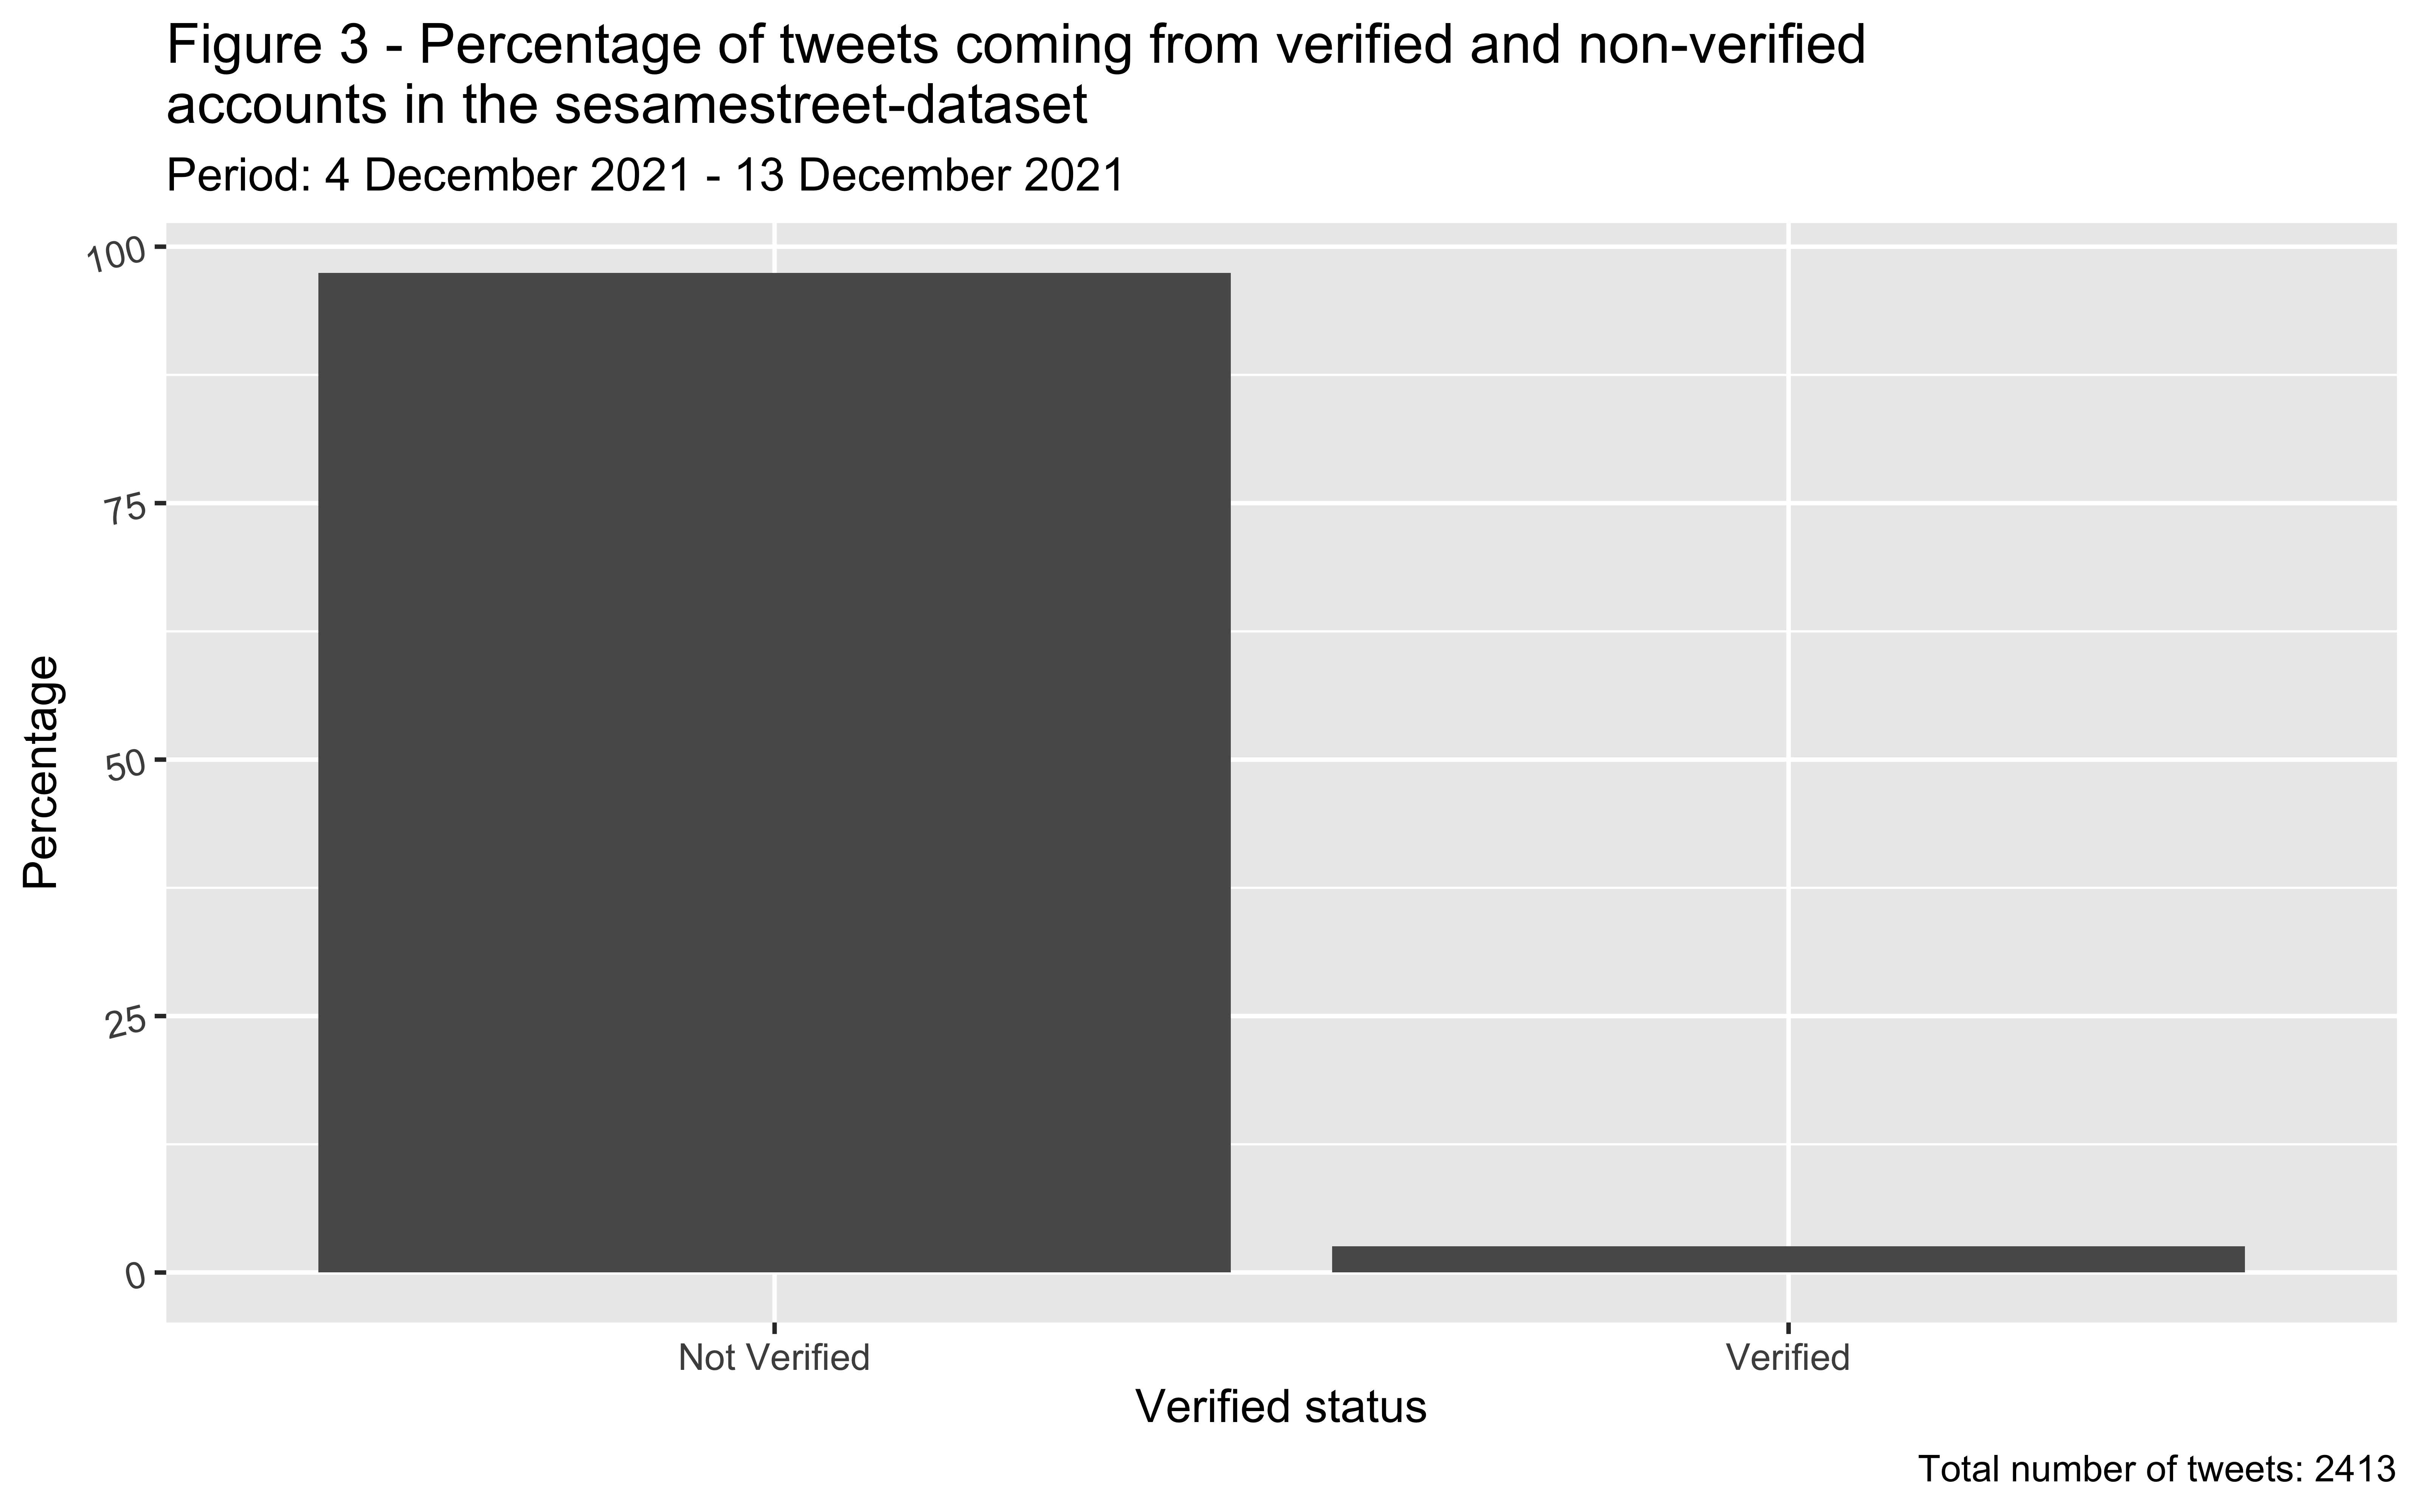 Figure 3 - Percentage of tweets coming from verified and non-verified
accounts in the sesamestreet-dataset
Period: 4 December 2021 - 13 December 2021
100
75
50
25
0
Percentage
Not Verified
Verified
Verified status
Total number of tweets: 2413